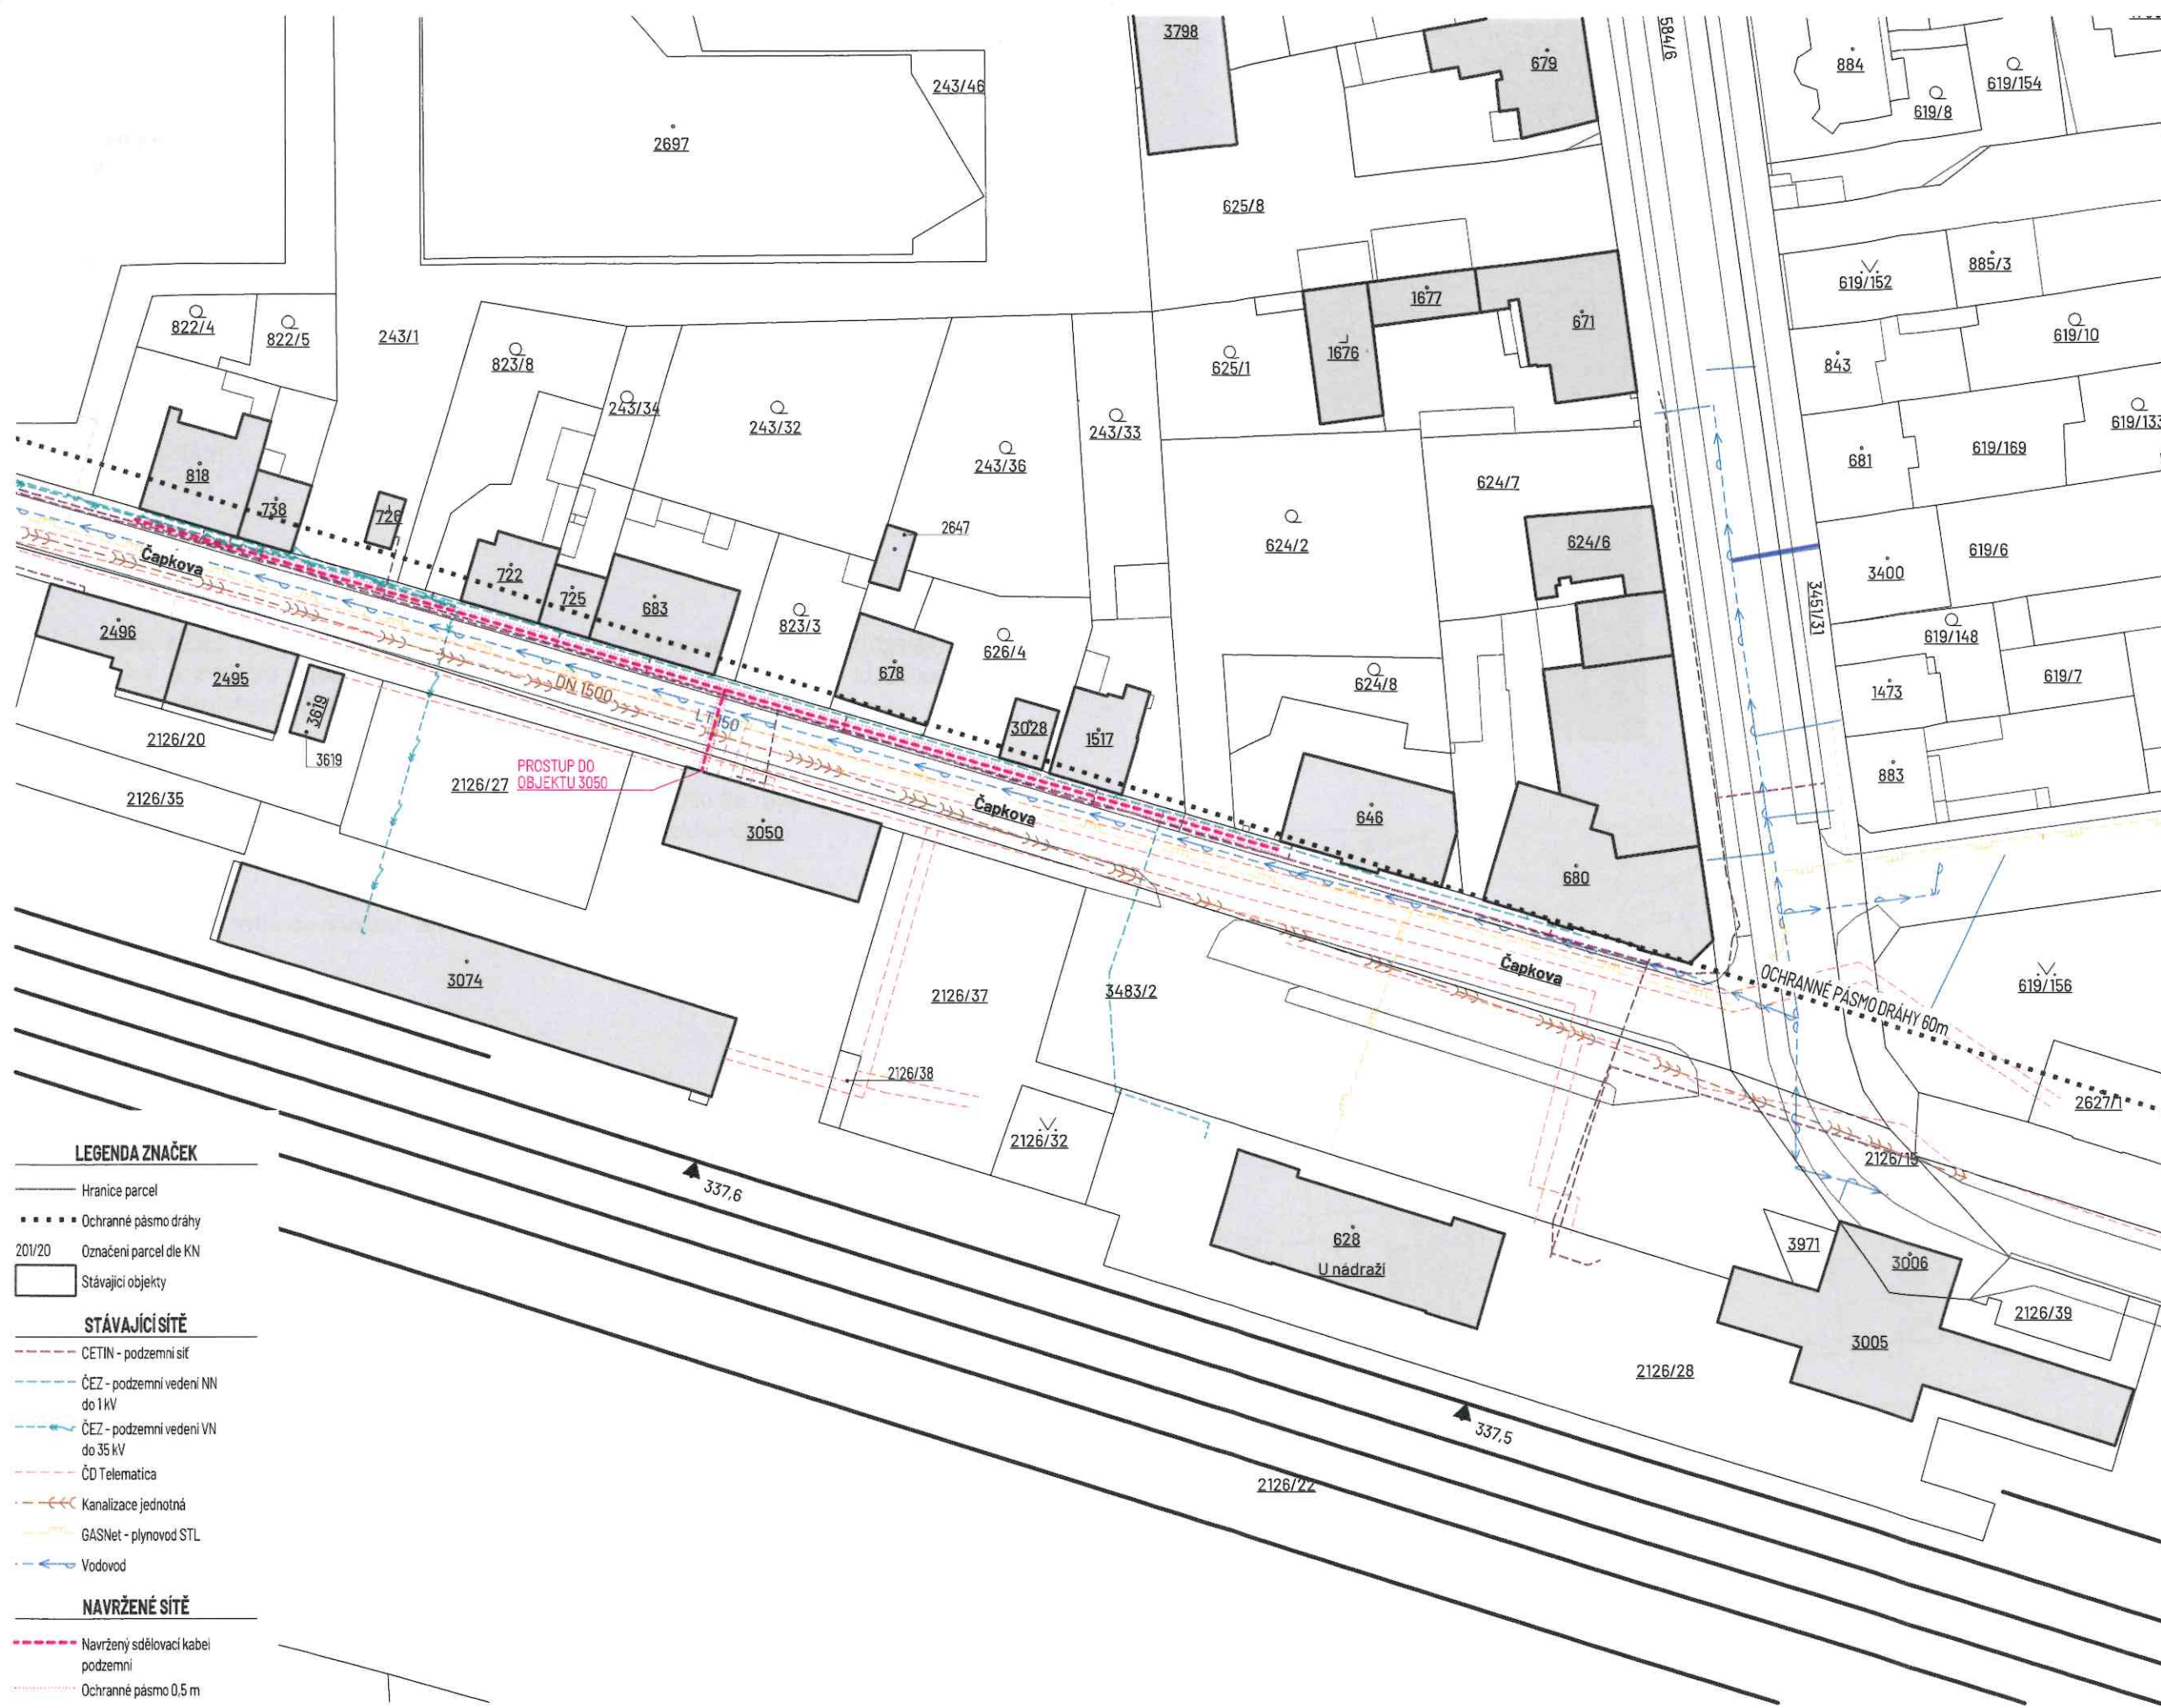 3798
679
584/6
884
619/8
619/154
243/46
2697
625/8
619/152
885/3
822/4
822/5
243/1
823/8
243/34
243/32
243/36
243/33
625/1
1676
1677
671
843
619/10
619/133
681
619/169
818
738
726
2647
624/2
624/7
624/6
3400
619/6
3451/31
619/148
619/7
1473
883
Čapkova
722
725
683
823/3
678
626/4
3028
1517
624/8
646
680
2496
2495
3619
3619
2126/20
2126/35
2126/27
DN 1500
LT 150
PROSTUP DO
OBJEKTU 3050
3050
Čapkova
Čapkova
OCHRANNÉ PÁSMO DRÁHY 60m
619/156
2627/1
3074
2126/37
3483/2
2126/38
2126/32
2126/15
337,6
628
U nádraží
3971
3006
3005
2126/39
2126/28
337,5
2126/22
LEGENDA ZNAČEK
Hranice parcel
Ochranné pásmo dráhy
201/20 Označení parcel dle KN
Stávající objekty
STÁVAJÍCÍ SÍTĚ
CETIN - podzemní síť
ČEZ - podzemní vedení NN
do 1 kV
ČEZ - podzemní vedení VN
do 35 kV
ČD Telematica
Kanalizace jednotná
GASNet - plynovod STL
Vodovod
NAVRŽENÉ SÍTĚ
Navržený sdělovací kabel
podzemní
Ochranné pásmo 0,5 m